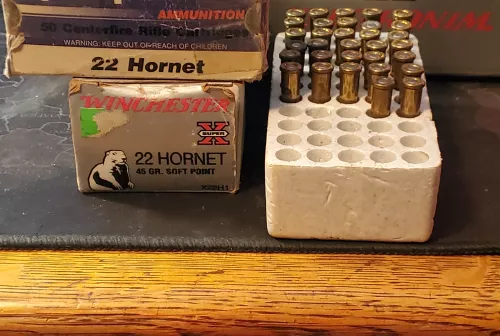 AMMUNITION
50 Centerfire Rifle Cartridges
WARNING: KEEP OUT OF REACH OF CHILDREN
22 Hornet
WINCHESTER
SUPER X
22 HORNET
45 GR. SOFT POINT